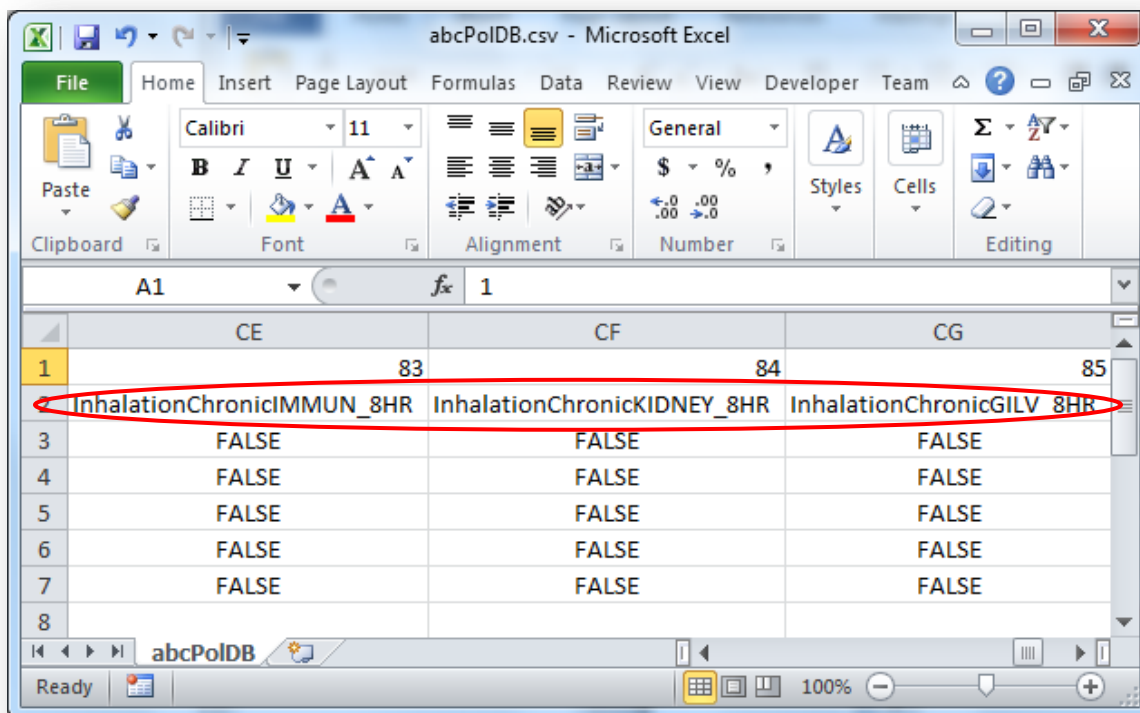 abcPolDB.csv - Microsoft Excel
File Home Insert Page Layout Formulas Data Review View Developer Team
Calibri 11 General Σ
Paste B I U A A $ % , Styles Cells
A .00 .00 .0
Clipboard Font Alignment Number Editing
A1 fx 1
CE CF CG
1 83 84 85
2 InhalationChronicIMMUN_8HR InhalationChronicKIDNEY_8HR InhalationChronicGILV_8HR
3 FALSE FALSE FALSE
4 FALSE FALSE FALSE
5 FALSE FALSE FALSE
6 FALSE FALSE FALSE
7 FALSE FALSE FALSE
8
abcPolDB
Ready 100%